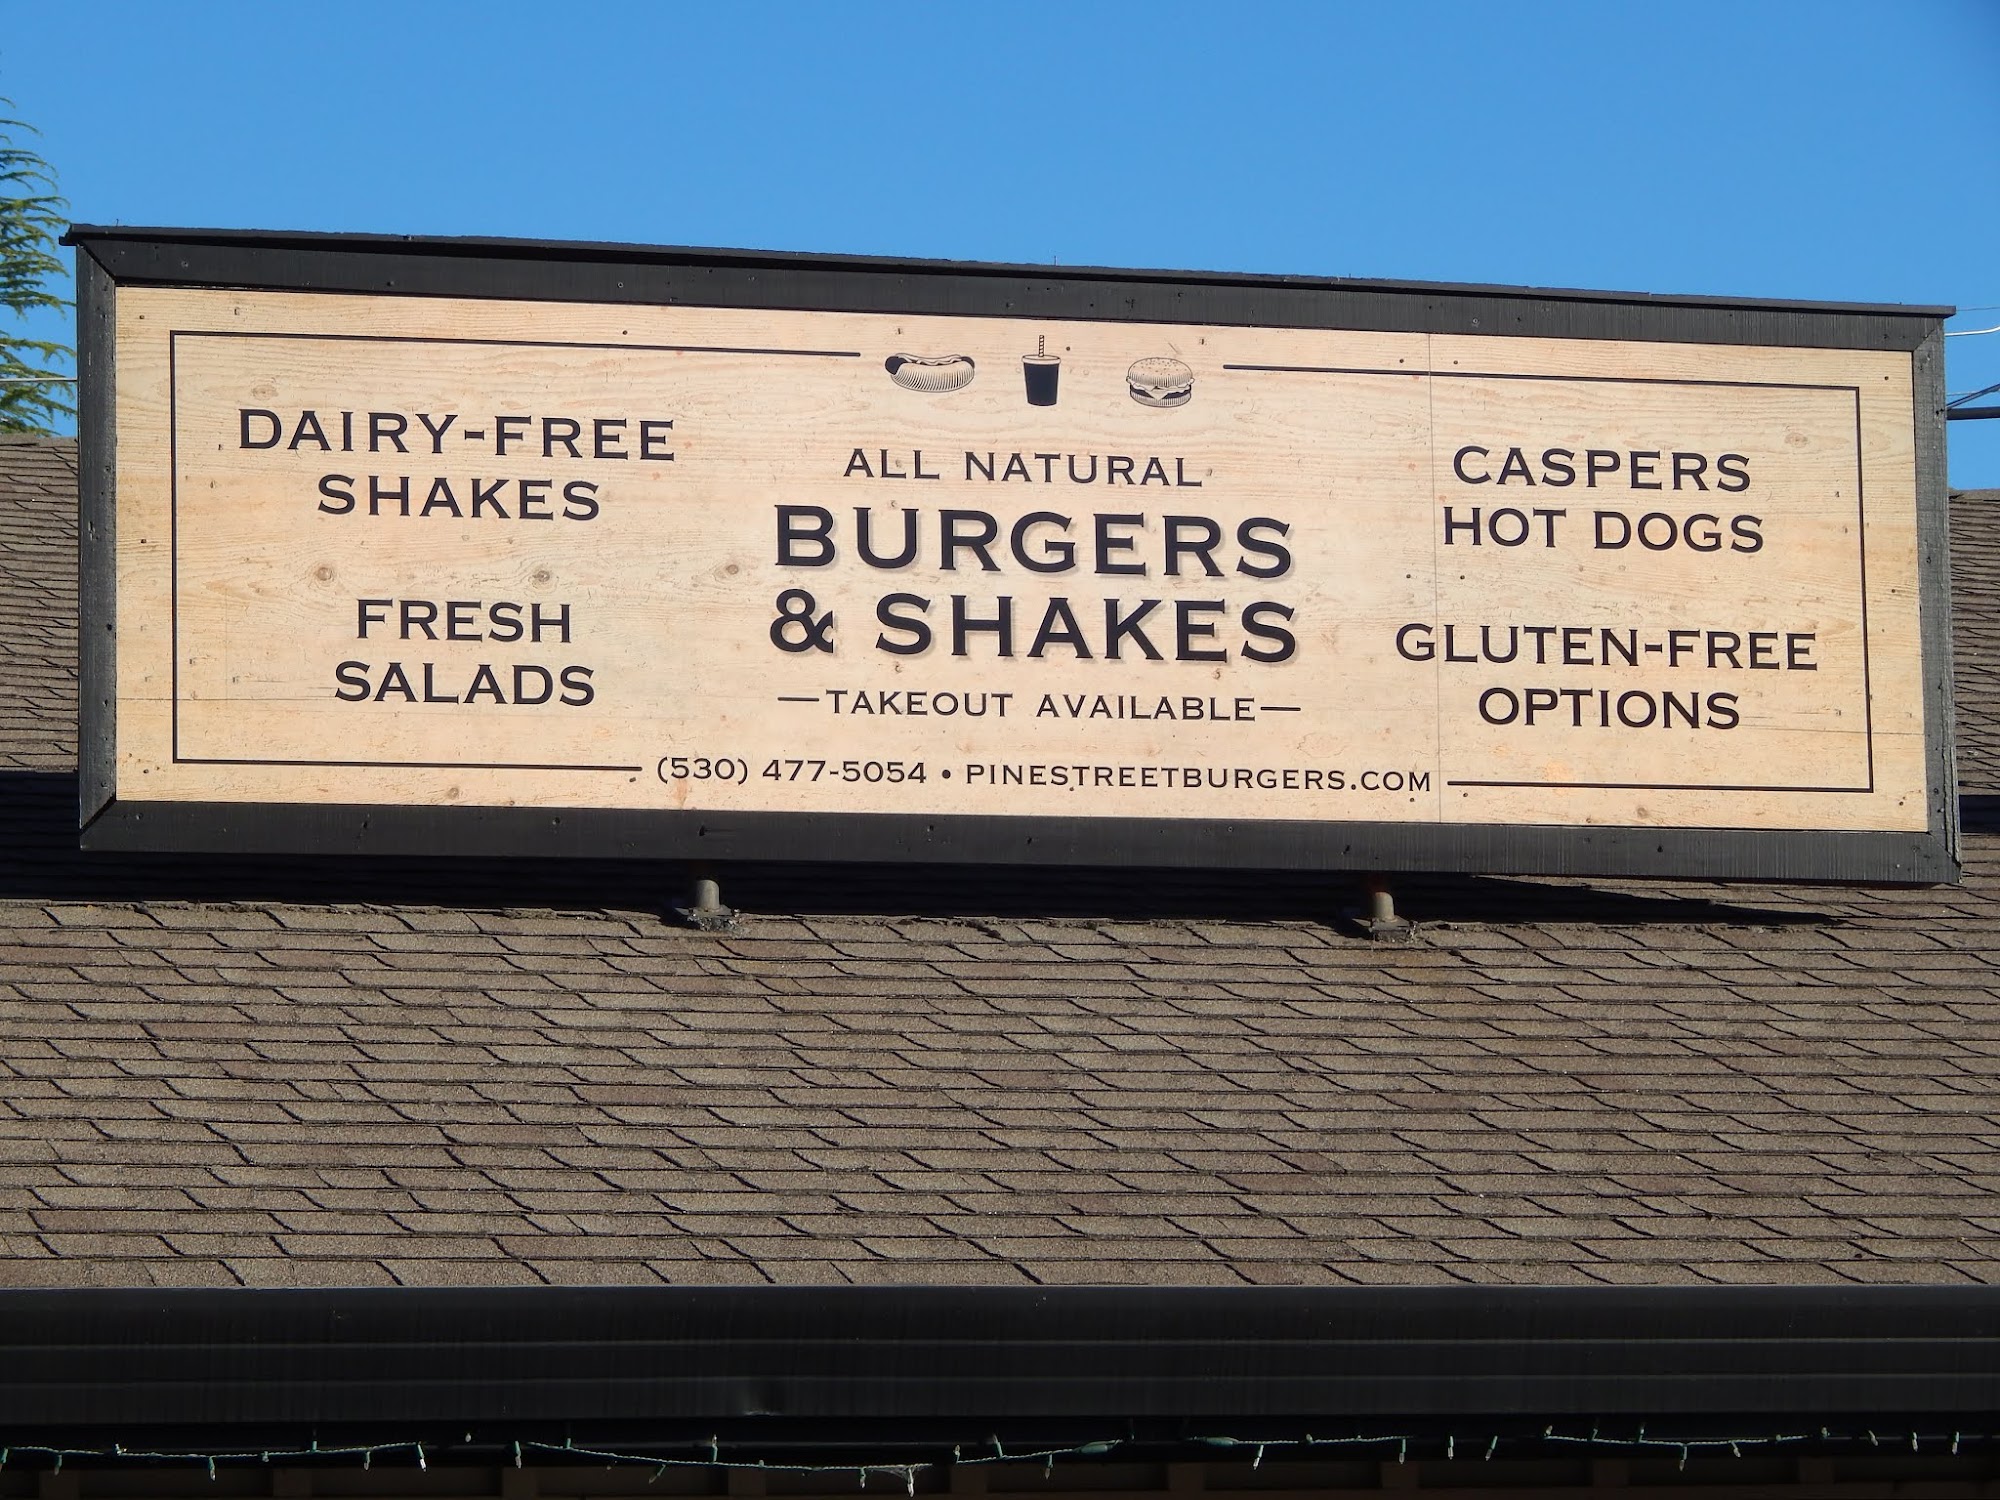 DAIRY-FREE
SHAKES
FRESH
SALADS
ALL NATURAL
BURGERS
& SHAKES
—TAKEOUT AVAILABLE—
CASPERS
HOT DOGS
GLUTEN-FREE
OPTIONS
(530) 477-5054 • PINESTREETBURGERS.COM